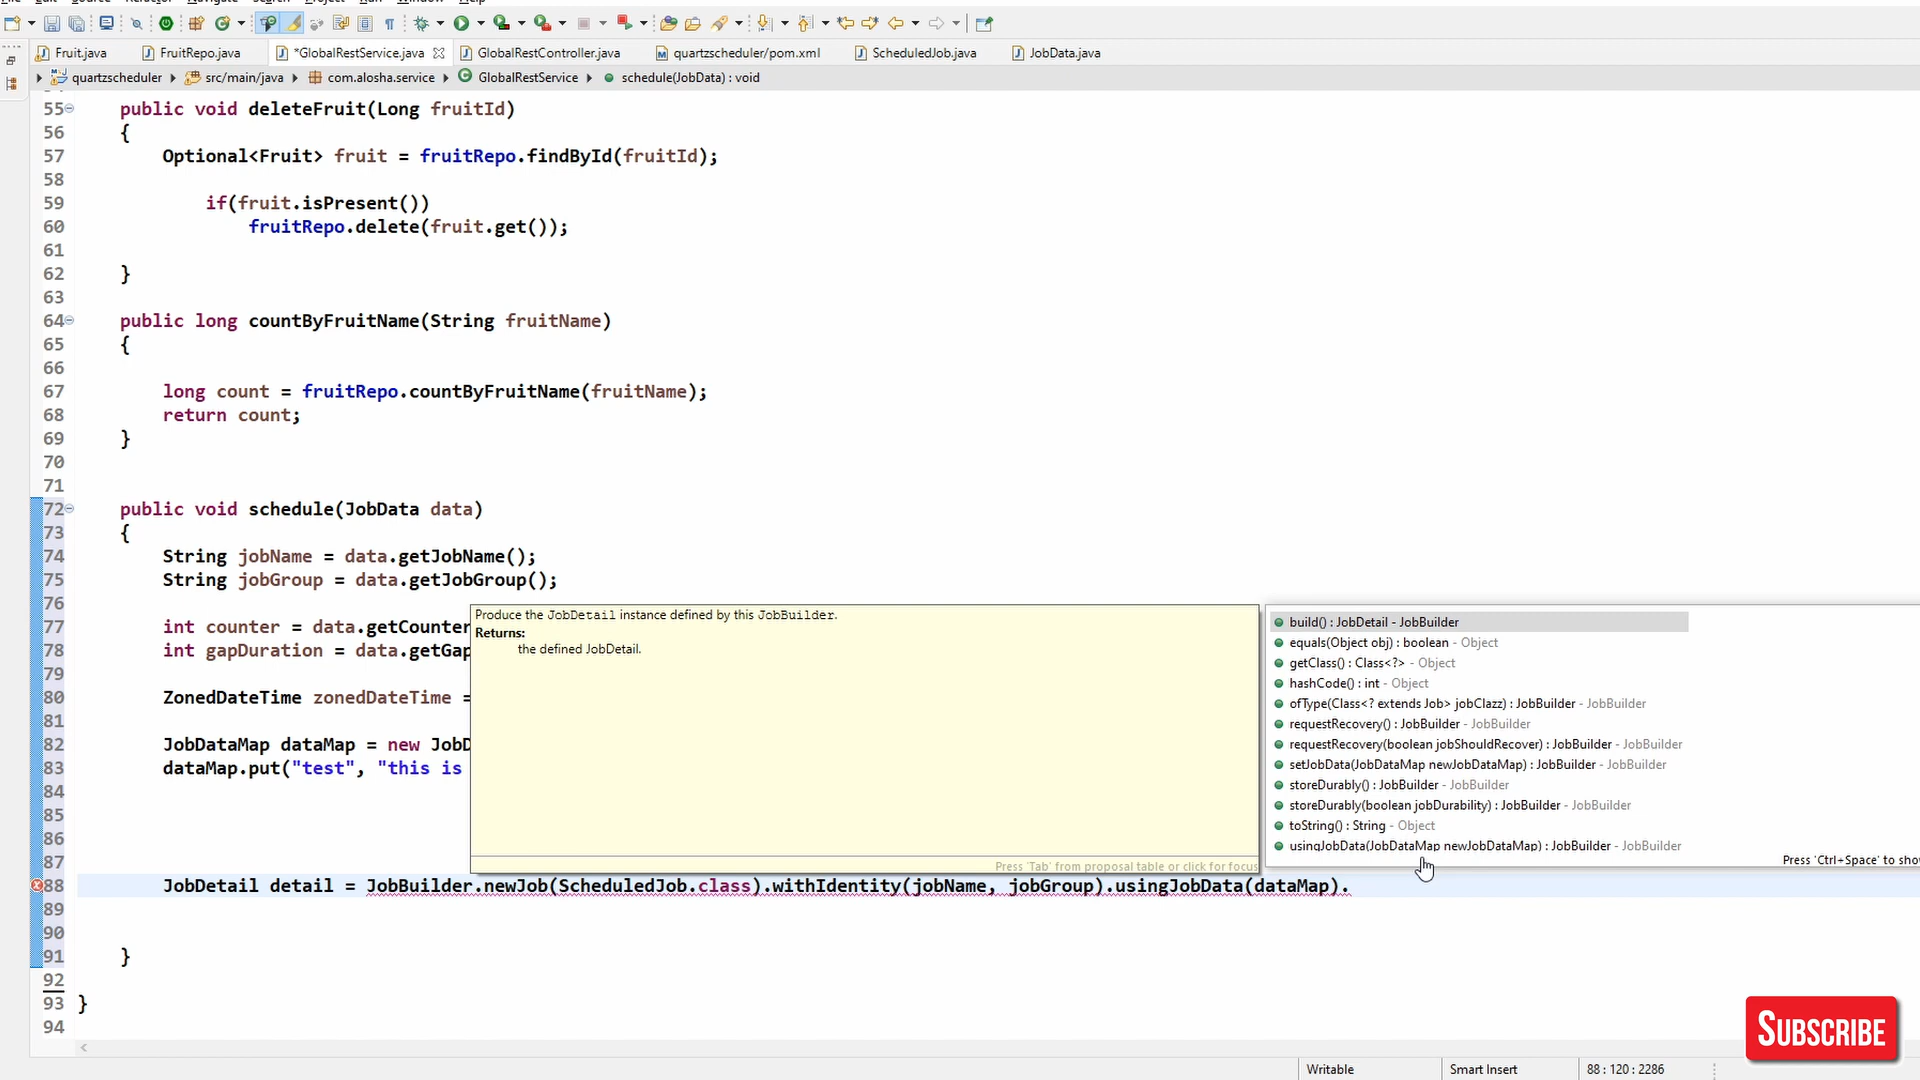 File Edit Source Refactor Navigate Search Project Run Window Help
Fruit.java FruitRepo.java *GlobalRestService.java GlobalRestController.java quartzscheduler/pom.xml ScheduledJob.java JobData.java
quartzscheduler src/main/java com.alosha.service GlobalRestService schedule(JobData) : void
55 public void deleteFruit(Long fruitId)
56 {
57 Optional<Fruit> fruit = fruitRepo.findById(fruitId);
58
59 if(fruit.isPresent())
60 fruitRepo.delete(fruit.get());
61
62 }
63
64 public long countByFruitName(String fruitName)
65 {
66
67 long count = fruitRepo.countByFruitName(fruitName);
68 return count;
69 }
70
71
72 public void schedule(JobData data)
73 {
74 String jobName = data.getJobName();
75 String jobGroup = data.getJobGroup();
76
77 int counter = data.getCounter
78 int gapDuration = data.getGap
79
80 ZonedDateTime zonedDateTime =
81
82 JobDataMap dataMap = new JobD
83 dataMap.put("test", "this is
84
85
86
87
88 JobDetail detail = JobBuilder.newJob(ScheduledJob.class).withIdentity(jobName, jobGroup).usingJobData(dataMap).
89
90
91 }
92
93 }
94
Produce the JobDetail instance defined by this JobBuilder.
Returns:
the defined JobDetail.
Press 'Tab' from proposal table or click for focus
build() : JobDetail - JobBuilder
equals(Object obj) : boolean - Object
getClass() : Class<?> - Object
hashCode() : int - Object
ofType(Class<? extends Job> jobClazz) : JobBuilder - JobBuilder
requestRecovery() : JobBuilder - JobBuilder
requestRecovery(boolean jobShouldRecover) : JobBuilder - JobBuilder
setJobData(JobDataMap newJobDataMap) : JobBuilder - JobBuilder
storeDurably() : JobBuilder - JobBuilder
storeDurably(boolean jobDurability) : JobBuilder - JobBuilder
toString() : String - Object
usingJobData(JobDataMap newJobDataMap) : JobBuilder - JobBuilder
Press 'Ctrl+Space' to show
SUBSCRIBE
Writable Smart Insert 88 : 120 : 2286